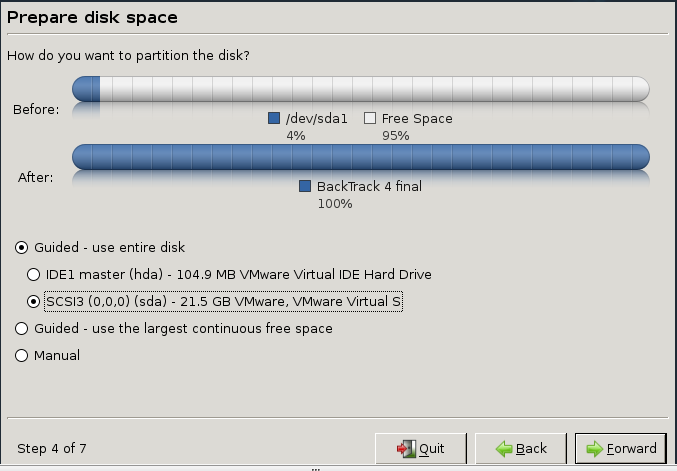 Prepare disk space
How do you want to partition the disk?
Before:
/dev/sda1 Free Space
4% 95%
After:
BackTrack 4 final
100%
Guided - use entire disk
IDE1 master (hda) - 104.9 MB VMware Virtual IDE Hard Drive
SCSI3 (0,0,0) (sda) - 21.5 GB VMware, VMware Virtual S
Guided - use the largest continuous free space
Manual
Step 4 of 7 Quit Back Forward